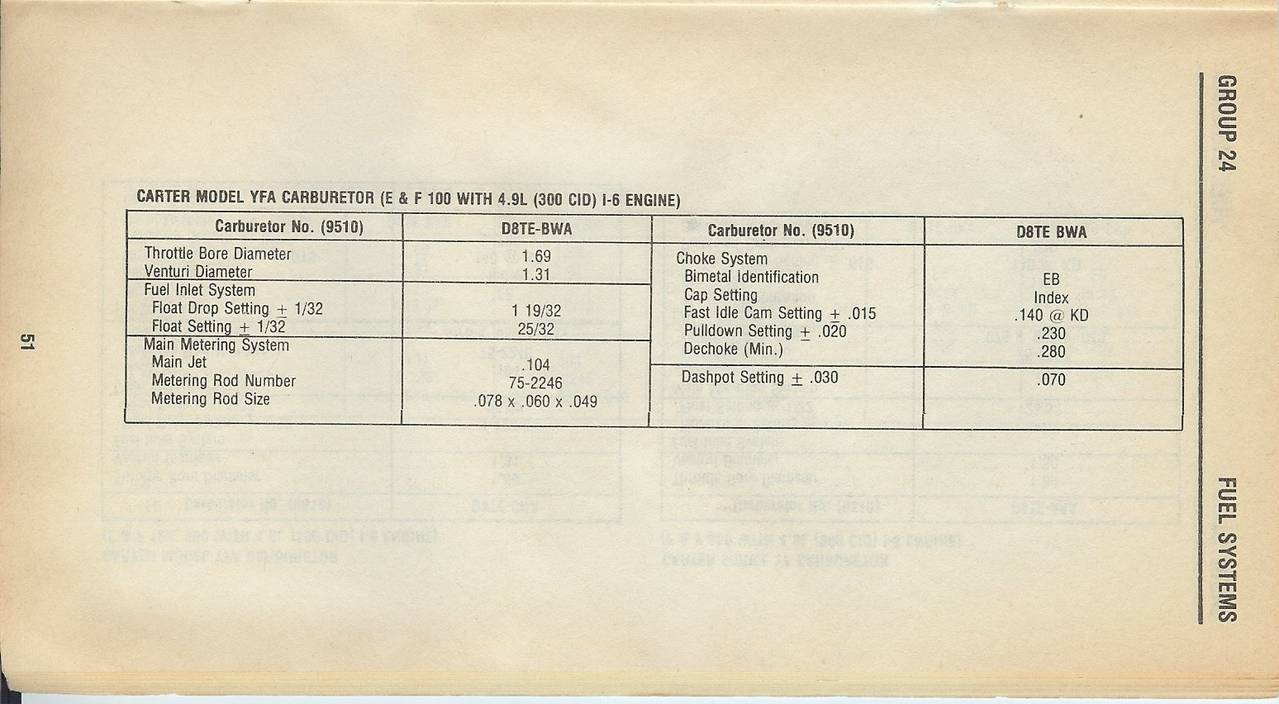 GROUP 24
FUEL SYSTEMS
CARTER MODEL YFA CARBURETOR (E & F 100 WITH 4.9L (300 CID) I-6 ENGINE)
Carburetor No. (9510) D8TE-BWA
Throttle Bore Diameter 1.69
Venturi Diameter 1.31
Fuel Inlet System
Float Drop Setting ± 1/32 1 19/32
Float Setting ± 1/32 25/32
Main Metering System
Main Jet .104
Metering Rod Number 75-2246
Metering Rod Size .078 x .060 x .049
Carburetor No. (9510) D8TE BWA
Choke System
Bimetal Identification EB
Cap Setting Index
Fast Idle Cam Setting ± .015 .140 @ KD
Pulldown Setting ± .020 .230
Dechoke (Min.) .280
Dashpot Setting ± .030 .070
51